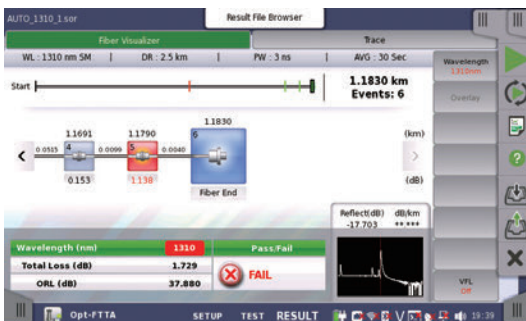 AUTO_1310_1.sor
Result File Browser
Fiber Visualizer
Trace
WL : 1310 nm SM | DR : 2.5 km | PW : 3 ns | AVG : 30 Sec
Wavelength
1310nm
Start
1.1830 km
Events: 6
Overlay
1.1691 1.1790 1.1830
(km)
0.0515 4 0.0099 5 0.0040 6
0.153 1.138
(dB)
Fiber End
Reflect(dB) dB/km
-17.703 **.***
Wavelength (nm) 1310 Pass/Fail
Total Loss (dB) 1.729
FAIL
ORL (dB) 37.880
VFL
Off
Opt-FTTA SETUP TEST RESULT 19:39